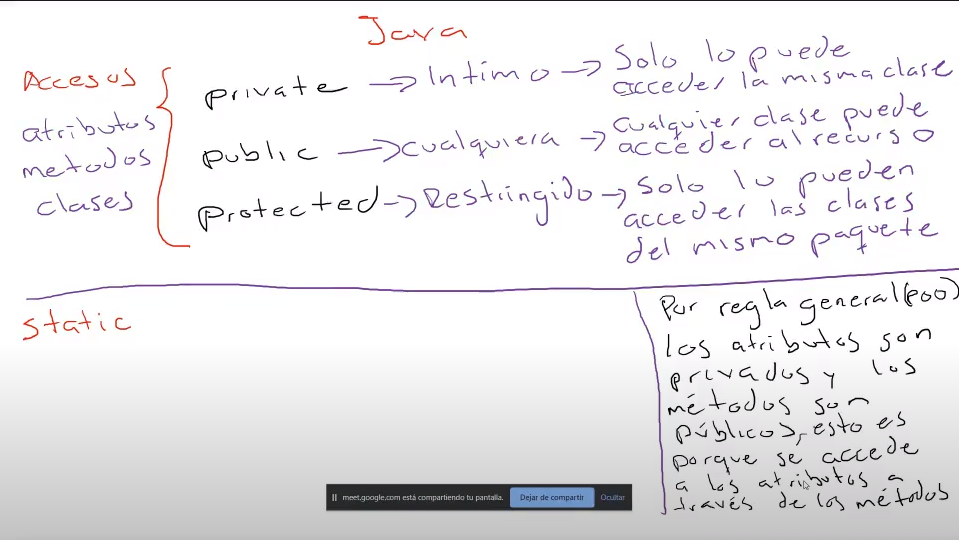 Java
Accesos
atributos
metodos
clases
private → Intimo → Solo lo puede
acceder la misma clase
public → cualquiera → cualquier clase puede
acceder al recurso
protected → Restringido → Solo lo pueden
acceder las clases
del mismo paquete
static
Por regla general (poo)
los atributos son
privados y los
métodos son
públicos, esto es
porque se accede
a los atributos a
través de los métodos
meet.google.com está compartiendo tu pantalla. Dejar de compartir Ocultar